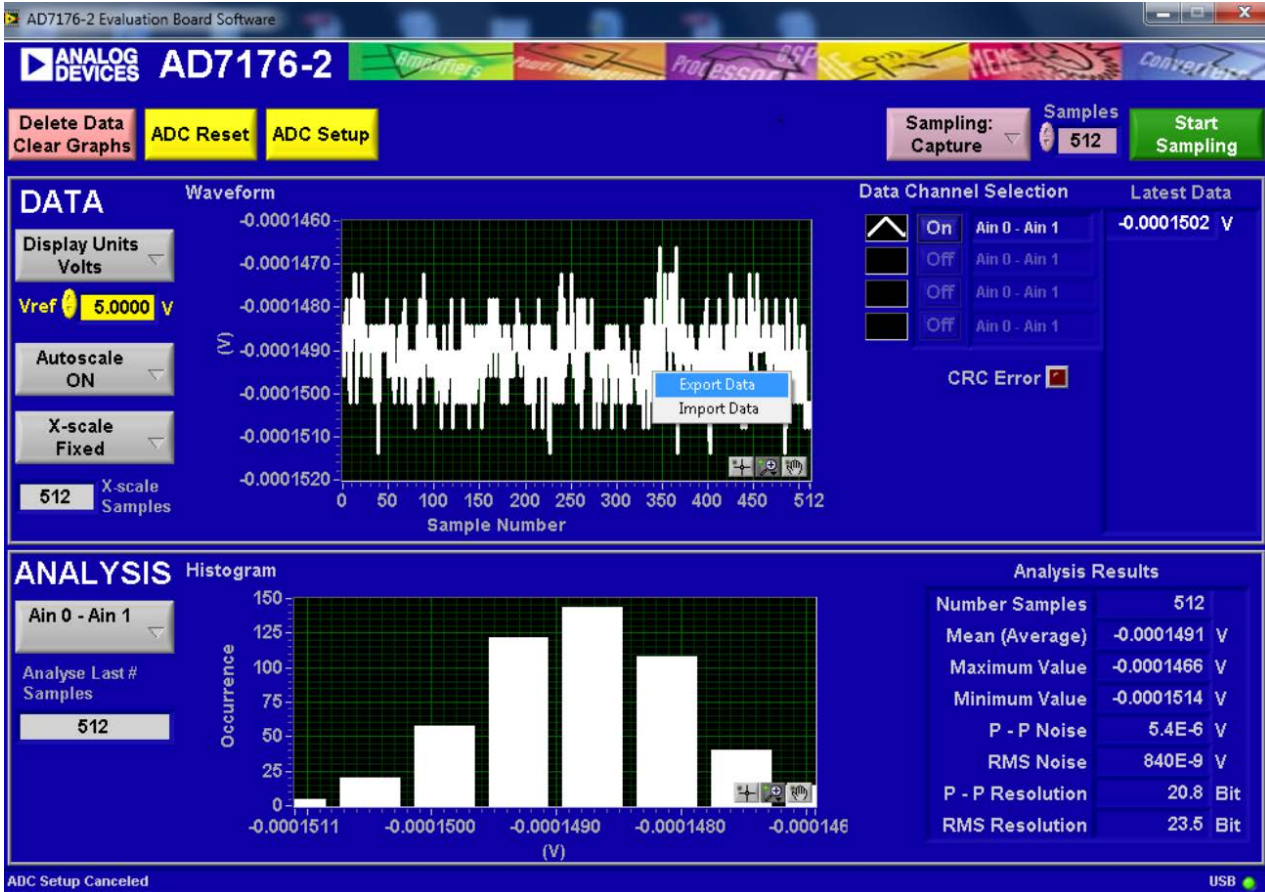 AD7176-2 Evaluation Board Software
ANALOG
DEVICES
AD7176-2
Amplifiers
Power Management
Processors
DSP
RF
MEMS
Converters
Delete Data
Clear Graphs
ADC Reset
ADC Setup
Sampling:
Capture
Samples
512
Start
Sampling
DATA
Display Units
Volts
Vref 5.0000 V
Autoscale
ON
X-scale
Fixed
512 X-scale
Samples
Waveform
-0.0001460
-0.0001470
-0.0001480
-0.0001490
-0.0001500
-0.0001510
-0.0001520
(V)
0 50 100 150 200 250 300 350 400 450 512
Sample Number
Export Data
Import Data
Data Channel Selection
On Ain 0 - Ain 1
Off Ain 0 - Ain 1
Off Ain 0 - Ain 1
Off Ain 0 - Ain 1
CRC Error
Latest Data
-0.0001502 V
ANALYSIS
Ain 0 - Ain 1
Analyse Last #
Samples
512
Histogram
150
125
100
75
50
25
0
Occurrence
-0.0001511 -0.0001500 -0.0001490 -0.0001480 -0.000146
(V)
Analysis Results
Number Samples 512
Mean (Average) -0.0001491 V
Maximum Value -0.0001466 V
Minimum Value -0.0001514 V
P - P Noise 5.4E-6 V
RMS Noise 840E-9 V
P - P Resolution 20.8 Bit
RMS Resolution 23.5 Bit
ADC Setup Canceled
USB